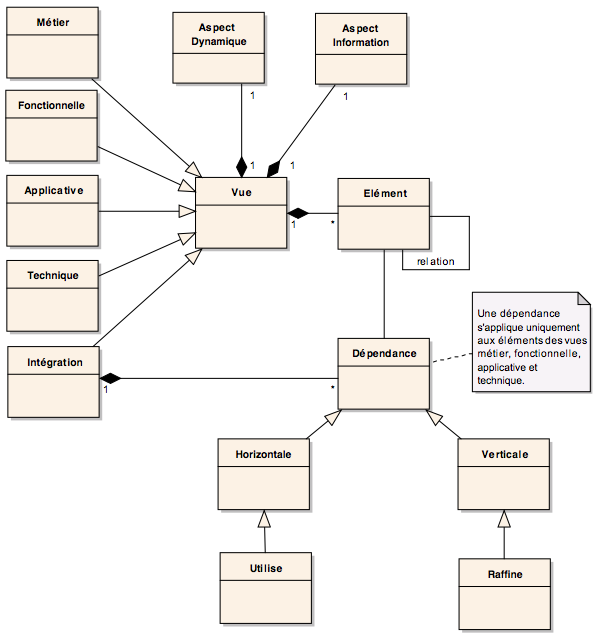 Métier
Aspect
Dynamique
Aspect
Information
1
1
Fonctionnelle
1
1
Applicative
Vue
Elément
1
*
relation
Technique
Une dépendance
s'applique uniquement
aux éléments des vues
métier, fonctionnelle,
applicative et
technique.
Intégration
Dépendance
1
*
Horizontale
Verticale
Utilise
Raffine